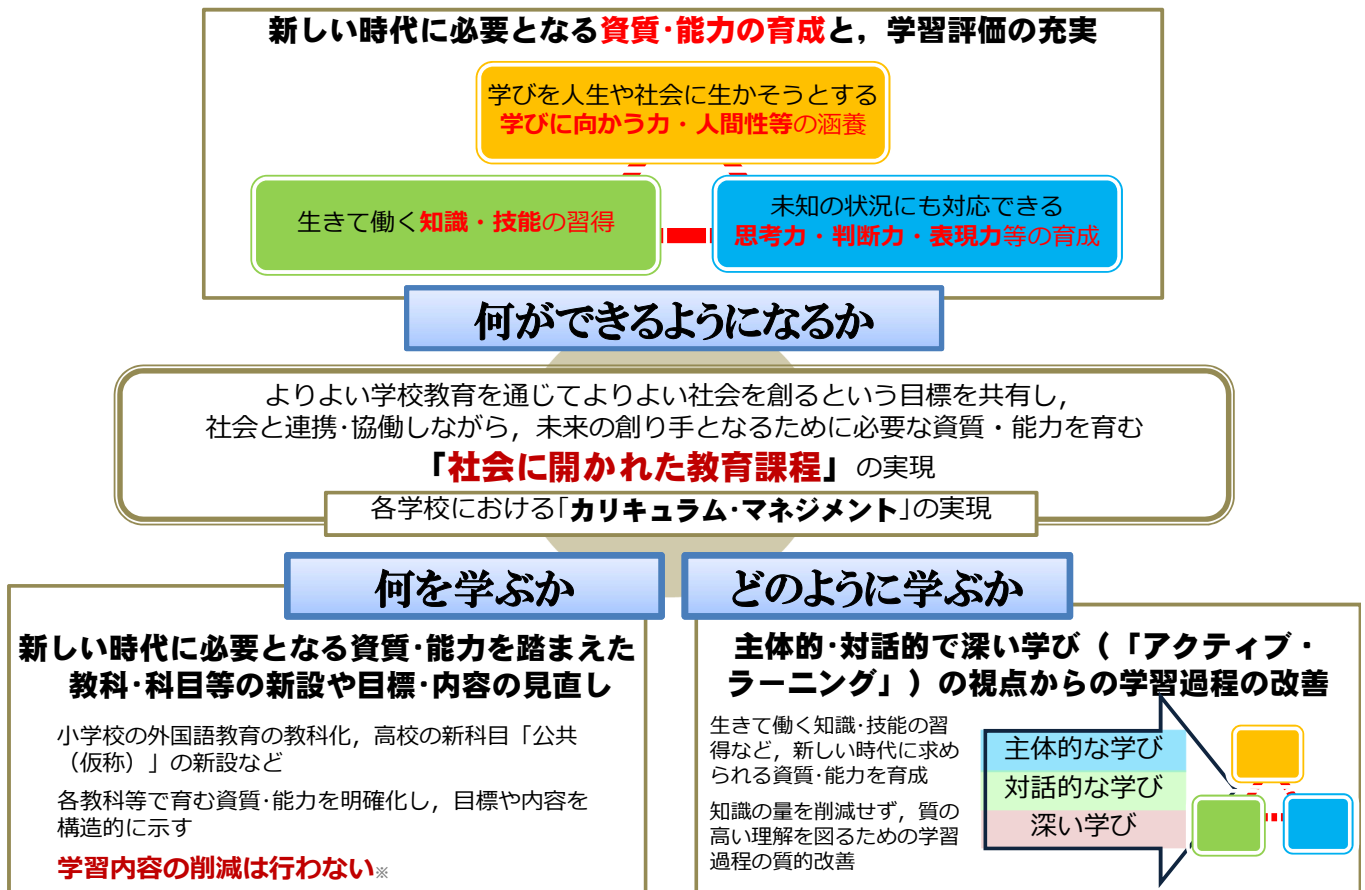 新しい時代に必要となる資質･能力の育成と，学習評価の充実
学びを人生や社会に生かそうとする
学びに向かう力・人間性等の涵養
生きて働く知識・技能の習得
未知の状況にも対応できる
思考力・判断力・表現力等の育成
何ができるようになるか
よりよい学校教育を通じてよりよい社会を創るという目標を共有し，
社会と連携･協働しながら，未来の創り手となるために必要な資質・能力を育む
「社会に開かれた教育課程」の実現
各学校における「カリキュラム･マネジメント」の実現
何を学ぶか
新しい時代に必要となる資質･能力を踏まえた
教科･科目等の新設や目標･内容の見直し
小学校の外国語教育の教科化，高校の新科目「公共
（仮称）」の新設など
各教科等で育む資質･能力を明確化し，目標や内容を
構造的に示す
学習内容の削減は行わない※
どのように学ぶか
主体的･対話的で深い学び（「アクティブ・
ラーニング」）の視点からの学習過程の改善
生きて働く知識･技能の習
得など，新しい時代に求め
られる資質･能力を育成
知識の量を削減せず，質の
高い理解を図るための学習
過程の質的改善
主体的な学び
対話的な学び
深い学び